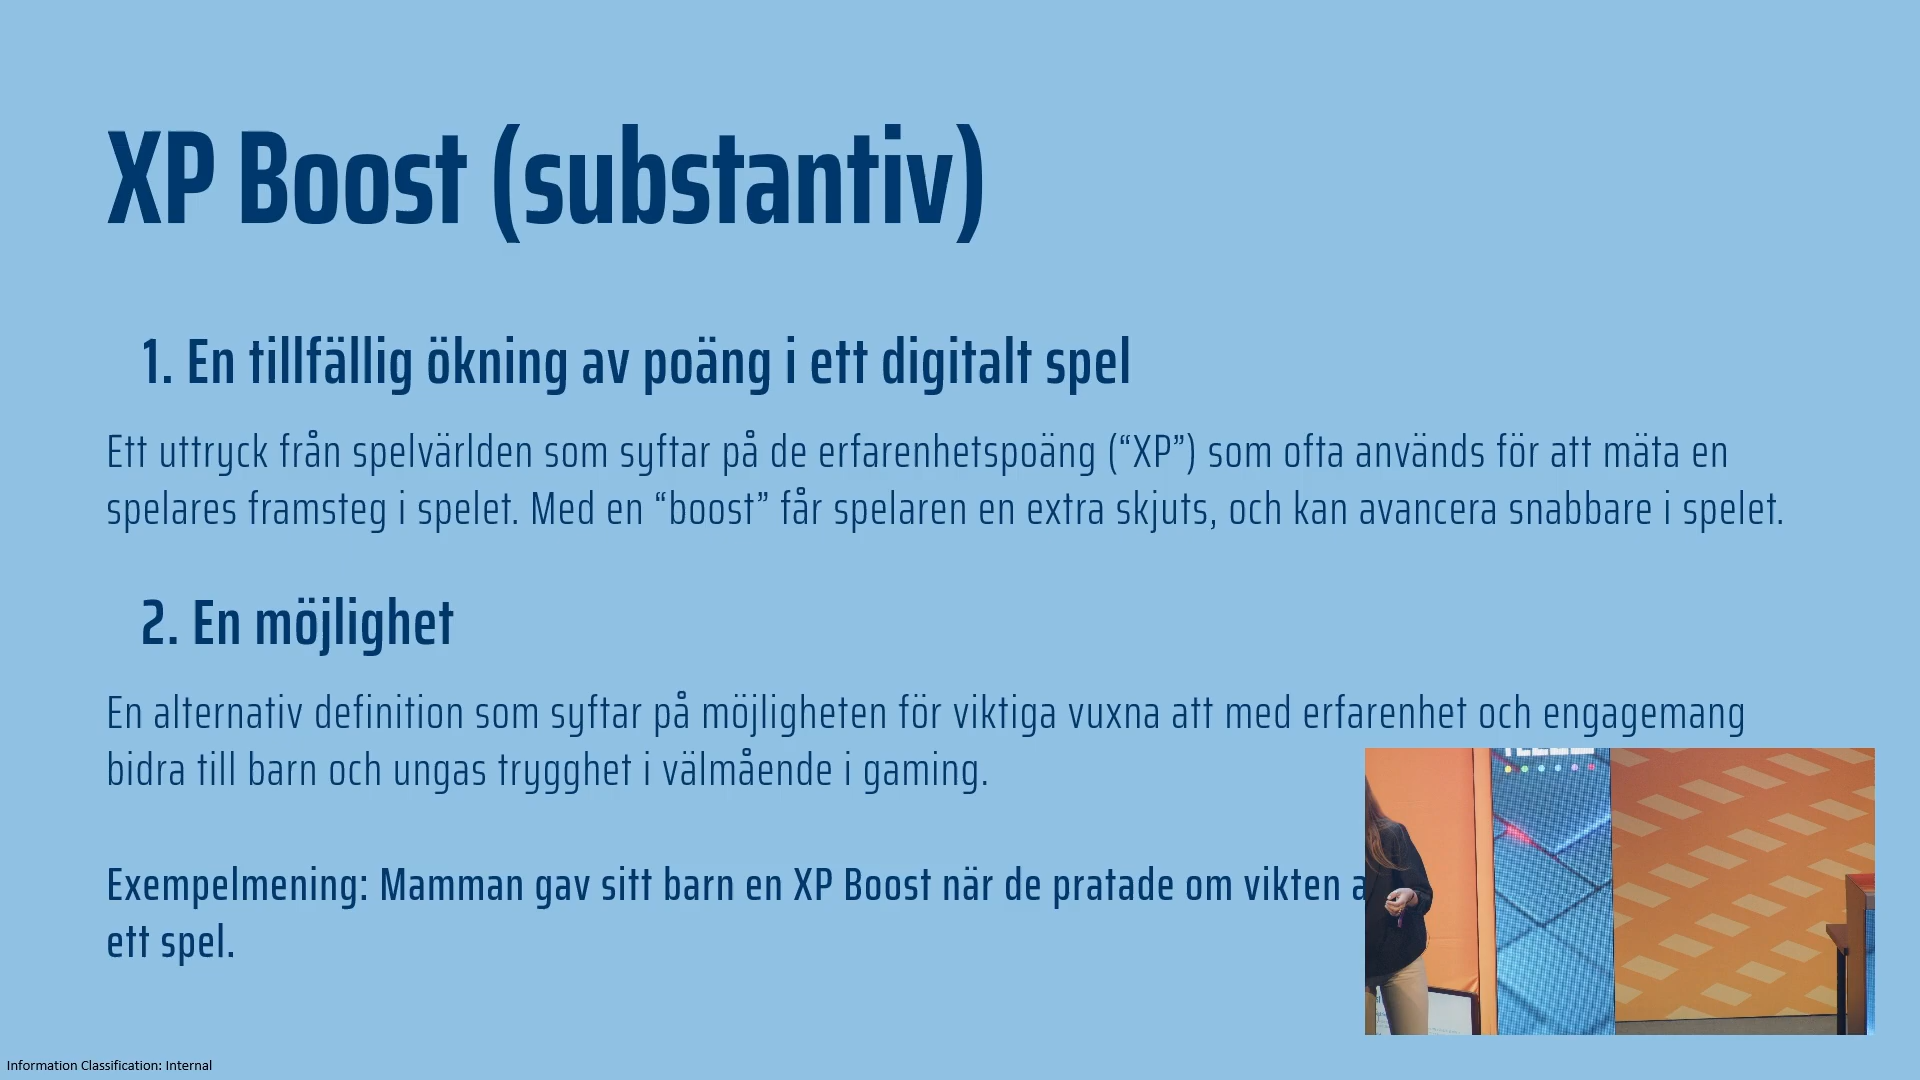 XP Boost (substantiv)
1. En tillfällig ökning av poäng i ett digitalt spel
Ett uttryck från spelvärlden som syftar på de erfarenhetspoäng (“XP”) som ofta används för att mäta en
spelares framsteg i spelet. Med en “boost” får spelaren en extra skjuts, och kan avancera snabbare i spelet.
2. En möjlighet
En alternativ definition som syftar på möjligheten för viktiga vuxna att med erfarenhet och engagemang
bidra till barn och ungas trygghet i välmående i gaming.
Exempelmening: Mamman gav sitt barn en XP Boost när de pratade om vikten
ett spel.
Information Classification: Internal